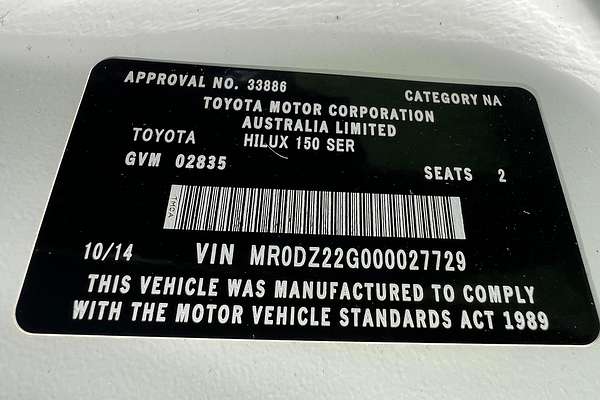 APPROVAL NO. 33886 CATEGORY NA
TOYOTA MOTOR CORPORATION
AUSTRALIA LIMITED
TOYOTA HILUX 150 SER
GVM 02835 SEATS 2
TMCA
10/14 VIN MR0DZ22G000027729
THIS VEHICLE WAS MANUFACTURED TO COMPLY
WITH THE MOTOR VEHICLE STANDARDS ACT 1989